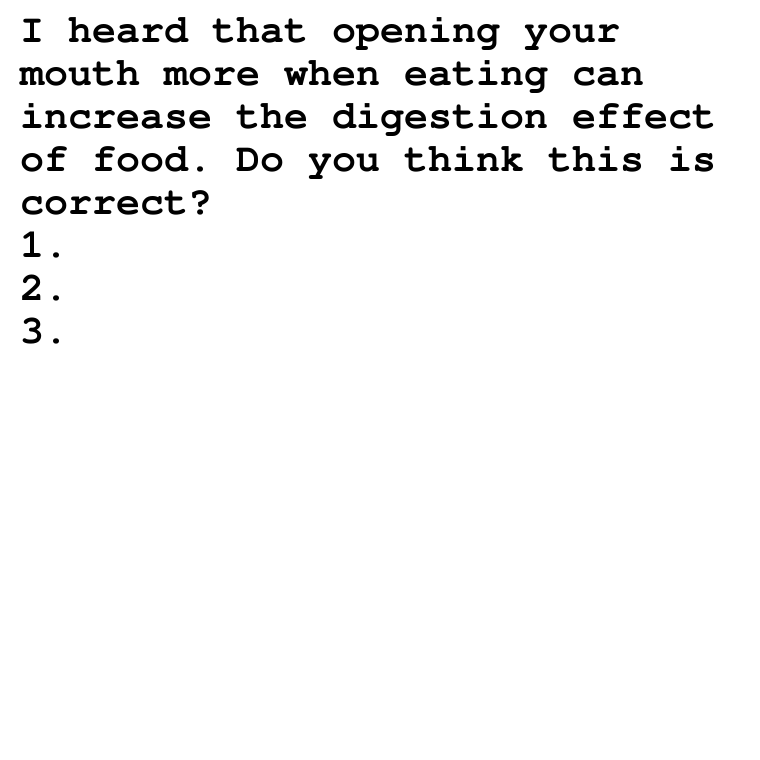 I heard that opening your
mouth more when eating can
increase the digestion effect
of food. Do you think this is
correct?
1.
2.
3.